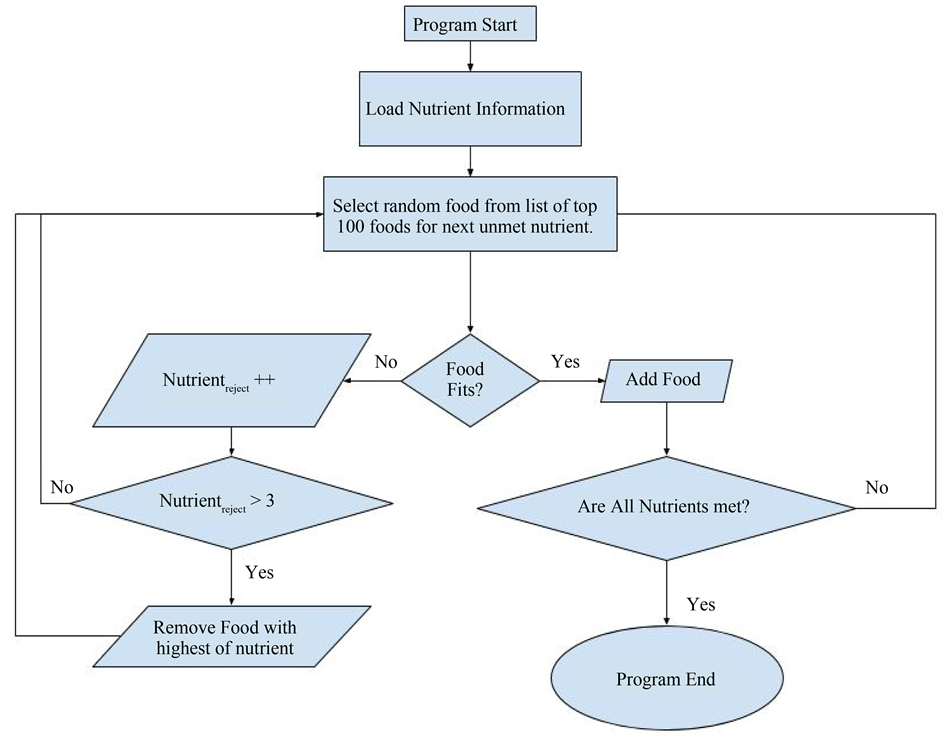 Program Start
Load Nutrient Information
Select random food from list of top
100 foods for next unmet nutrient.
No
Food
Fits?
Yes
Nutrient reject ++
Add Food
No
Nutrient reject > 3
Are All Nutrients met?
No
Yes
Yes
Remove Food with
highest of nutrient
Program End